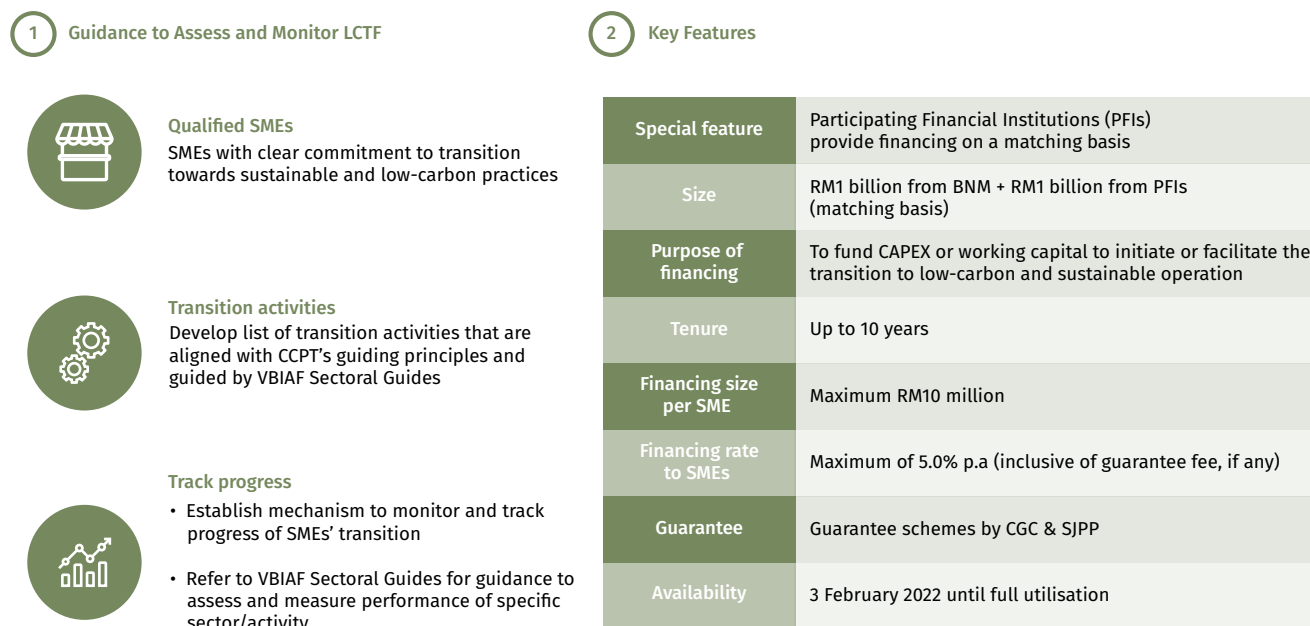 1
Guidance to Assess and Monitor LCTF
Qualified SMEs
SMEs with clear commitment to transition
towards sustainable and low-carbon practices
Transition activities
Develop list of transition activities that are
aligned with CCPT's guiding principles and
guided by VBIAF Sectoral Guides
Track progress
• Establish mechanism to monitor and track
progress of SMEs' transition
• Refer to VBIAF Sectoral Guides for guidance to
assess and measure performance of specific
sector/activity
2
Key Features
Special feature
Participating Financial Institutions (PFIs)
provide financing on a matching basis
Size
RM1 billion from BNM + RM1 billion from PFIs
(matching basis)
Purpose of
financing
To fund CAPEX or working capital to initiate or facilitate the
transition to low-carbon and sustainable operation
Tenure
Up to 10 years
Financing size
per SME
Maximum RM10 million
Financing rate
to SMEs
Maximum of 5.0% p.a (inclusive of guarantee fee, if any)
Guarantee
Guarantee schemes by CGC & SJPP
Availability
3 February 2022 until full utilisation